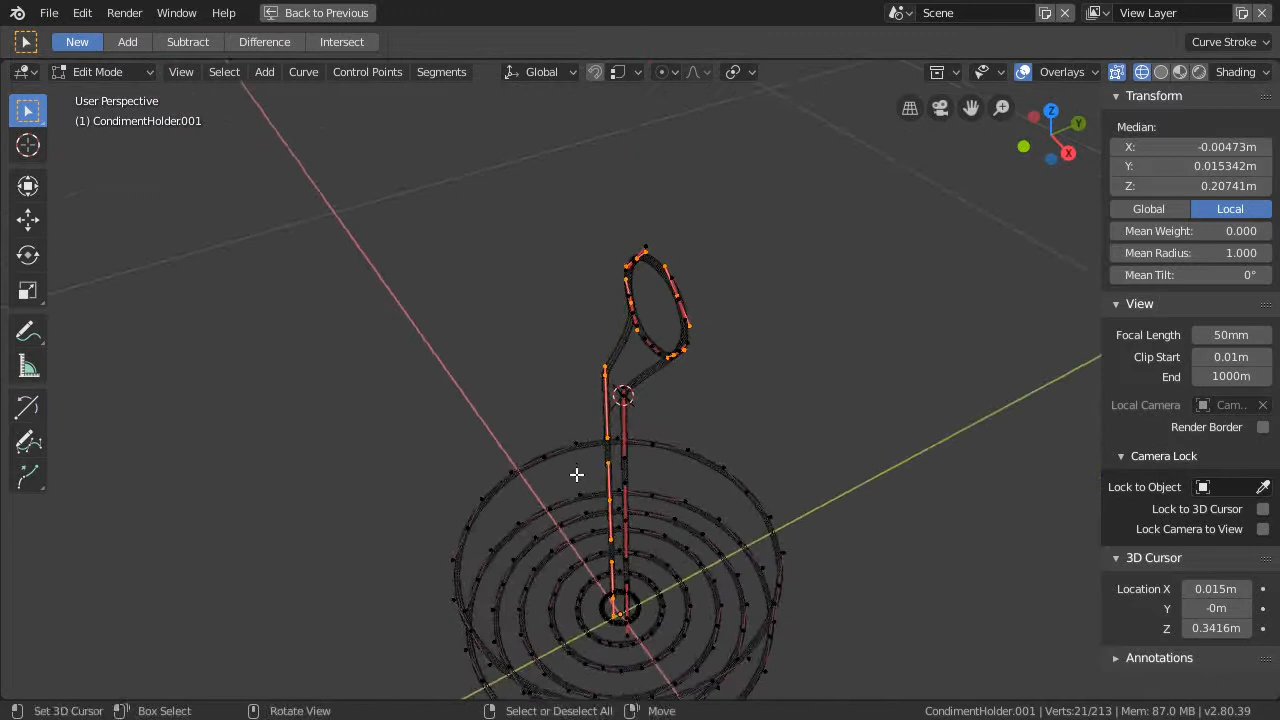 File Edit Render Window Help Back to Previous Scene View Layer
New Add Subtract Difference Intersect Curve Stroke
Edit Mode View Select Add Curve Control Points Segments Global Overlays Shading
User Perspective
(1) CondimentHolder.001
Z
Y
X
Transform
Median:
X: -0.00473m
Y: 0.015342m
Z: 0.20741m
Global Local
Mean Weight: 0.000
Mean Radius: 1.000
Mean Tilt: 0°
View
Focal Length 50mm
Clip Start 0.01m
End 1000m
Local Camera Cam..
Render Border
Camera Lock
Lock to Object
Lock to 3D Cursor
Lock Camera to View
3D Cursor
Location X 0.015m
Y -0m
Z 0.3416m
Annotations
Set 3D Cursor Box Select Rotate View Select or Deselect All Move CondimentHolder.001 | Verts:21/213 | Mem: 87.0 MB | v2.80.39